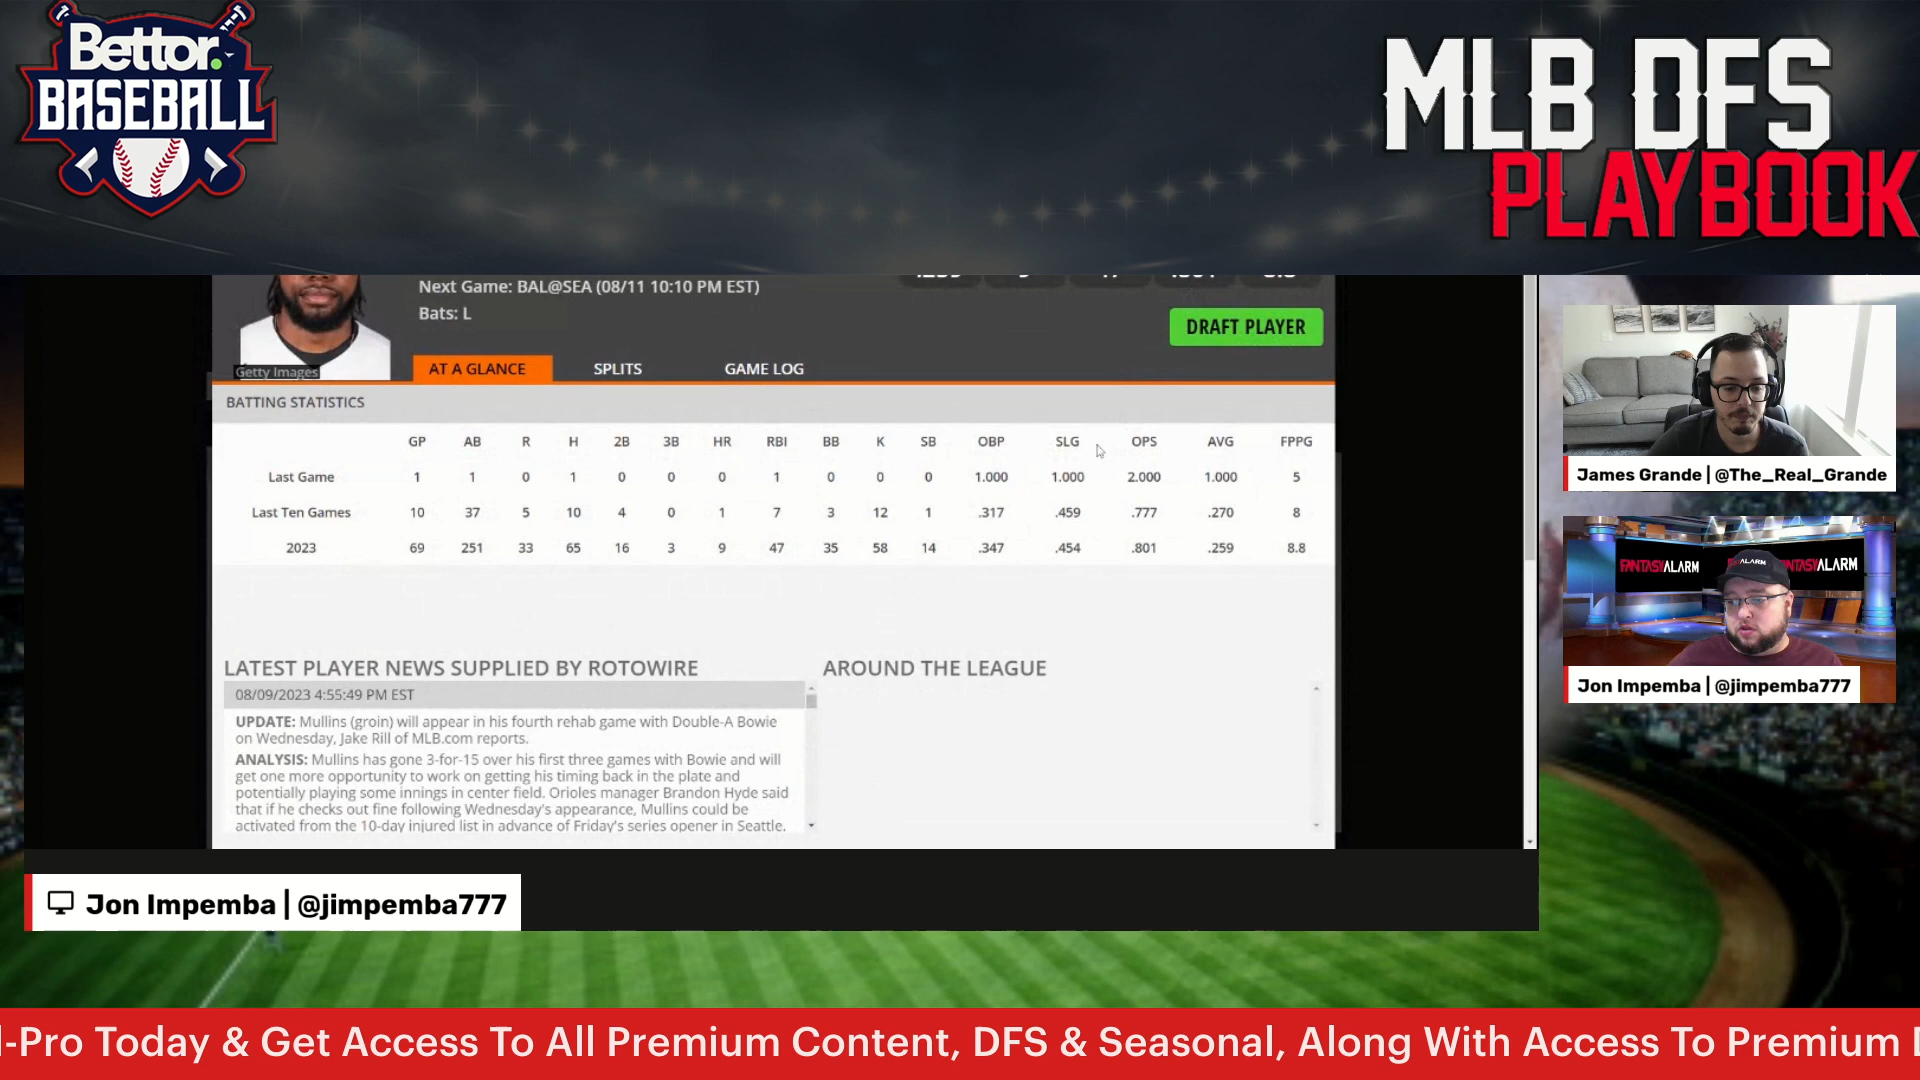 Bettor.
BASEBALL
MLB DFS
PLAYBOOK
Next Game: BAL@SEA (08/11 10:10 PM EST)
Bats: L
DRAFT PLAYER
Getty Images
AT A GLANCE SPLITS GAME LOG
BATTING STATISTICS
GP AB R H 2B 3B HR RBI BB K SB OBP SLG OPS AVG FPPG
Last Game 1 1 0 1 0 0 0 1 0 0 0 1.000 1.000 2.000 1.000 5
Last Ten Games 10 37 5 10 4 0 1 7 3 12 1 .317 .459 .777 .270 8
2023 69 251 33 65 16 3 9 47 35 58 14 .347 .454 .801 .259 8.8
LATEST PLAYER NEWS SUPPLIED BY ROTOWIRE
08/09/2023 4:55:49 PM EST
UPDATE: Mullins (groin) will appear in his fourth rehab game with Double-A Bowie
on Wednesday, Jake Rill of MLB.com reports.
ANALYSIS: Mullins has gone 3-for-15 over his first three games with Bowie and will
get one more opportunity to work on getting his timing back in the plate and
potentially playing some innings in center field. Orioles manager Brandon Hyde said
that if he checks out fine following Wednesday's appearance, Mullins could be
activated from the 10-day injured list in advance of Friday's series opener in Seattle.
AROUND THE LEAGUE
James Grande | @The_Real_Grande
FANTASYALARM
ALARM
NTASYALARM
Jon Impemba | @jimpemba777
Jon Impemba | @jimpemba777
-Pro Today & Get Access To All Premium Content, DFS & Seasonal, Along With Access To Premium